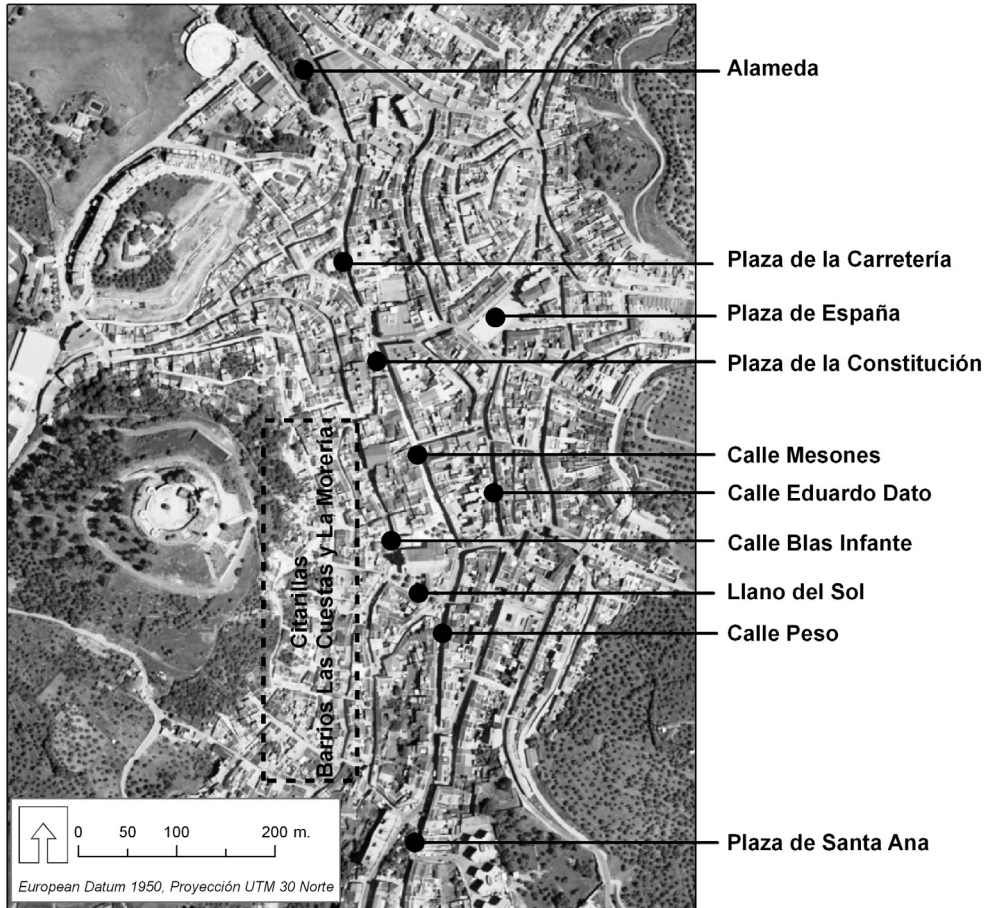 Alameda
Plaza de la Carretería
Plaza de España
Plaza de la Constitución
Calle Mesones
Calle Eduardo Dato
Calle Blas Infante
Llano del Sol
Calle Peso
Plaza de Santa Ana
Citarillas
Barrios Las Cuestas y La Morería
0 50 100 200 m.
European Datum 1950, Proyección UTM 30 Norte